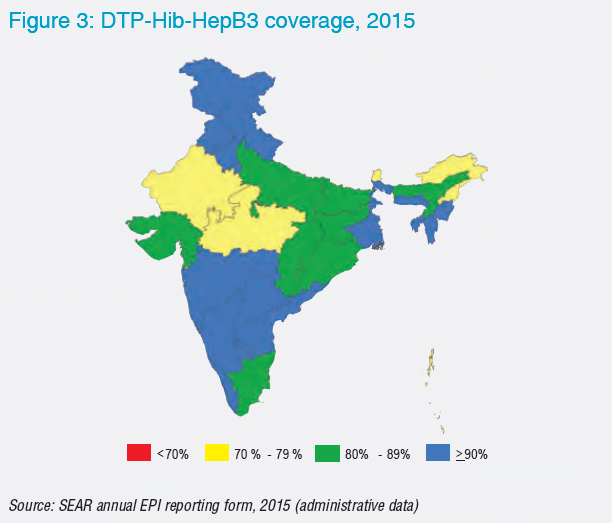 Figure 3: DTP-Hib-HepB3 coverage, 2015
<70% 70 % - 79 % 80% - 89% ≥90%
Source: SEAR annual EPI reporting form, 2015 (administrative data)